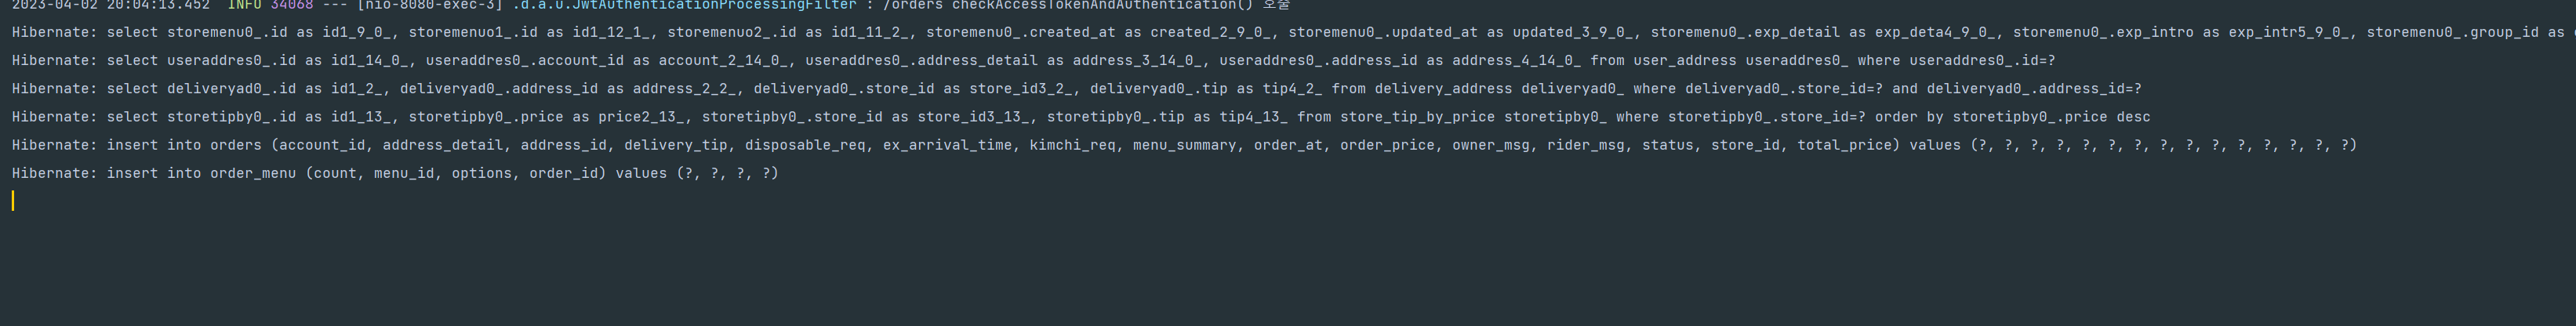 2023-04-02 20:04:13.452  INFO 34068 --- [nio-8080-exec-3] .d.a.u.JwtAuthenticationProcessingFilter : /orders checkAccessTokenAndAuthentication() 호출
Hibernate: select storemenu0_.id as id1_9_0_, storemenuo1_.id as id1_12_1_, storemenuo2_.id as id1_11_2_, storemenu0_.created_at as created_2_9_0_, storemenu0_.updated_at as updated_3_9_0_, storemenu0_.exp_detail as exp_deta4_9_0_, storemenu0_.exp_intro as exp_intr5_9_0_, storemenu0_.group_id as
Hibernate: select useraddres0_.id as id1_14_0_, useraddres0_.account_id as account_2_14_0_, useraddres0_.address_detail as address_3_14_0_, useraddres0_.address_id as address_4_14_0_ from user_address useraddres0_ where useraddres0_.id=?
Hibernate: select deliveryad0_.id as id1_2_, deliveryad0_.address_id as address_2_2_, deliveryad0_.store_id as store_id3_2_, deliveryad0_.tip as tip4_2_ from delivery_address deliveryad0_ where deliveryad0_.store_id=? and deliveryad0_.address_id=?
Hibernate: select storetipby0_.id as id1_13_, storetipby0_.price as price2_13_, storetipby0_.store_id as store_id3_13_, storetipby0_.tip as tip4_13_ from store_tip_by_price storetipby0_ where storetipby0_.store_id=? order by storetipby0_.price desc
Hibernate: insert into orders (account_id, address_detail, address_id, delivery_tip, disposable_req, ex_arrival_time, kimchi_req, menu_summary, order_at, order_price, owner_msg, rider_msg, status, store_id, total_price) values (?, ?, ?, ?, ?, ?, ?, ?, ?, ?, ?, ?, ?, ?, ?)
Hibernate: insert into order_menu (count, menu_id, options, order_id) values (?, ?, ?, ?)